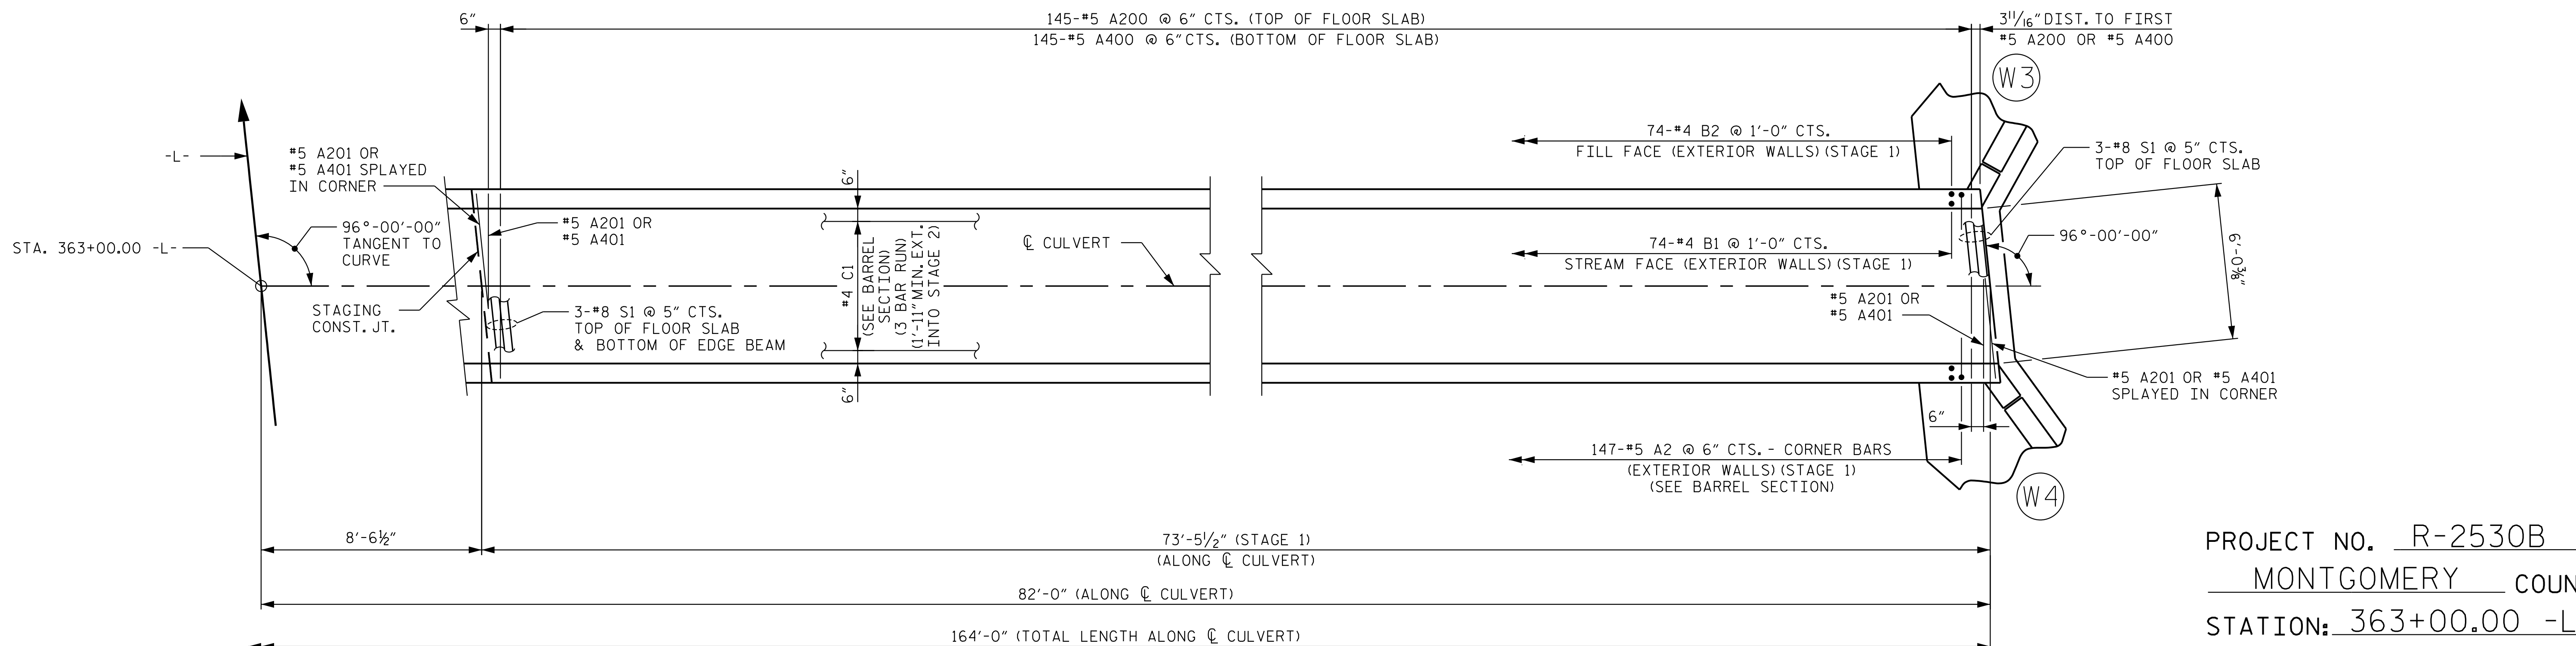 6"
145-#5 A200 @ 6" CTS. (TOP OF FLOOR SLAB)
145-#5 A400 @ 6" CTS. (BOTTOM OF FLOOR SLAB)
3 11/16" DIST. TO FIRST
#5 A200 OR #5 A400
W3
-L-
#5 A201 OR
#5 A401 SPLAYED
IN CORNER
74-#4 B2 @ 1'-0" CTS.
FILL FACE (EXTERIOR WALLS) (STAGE 1)
3-#8 S1 @ 5" CTS.
TOP OF FLOOR SLAB
6"
96°-00'-00"
TANGENT TO
CURVE
#5 A201 OR
#5 A401
STA. 363+00.00 -L-
℄ CULVERT
74-#4 B1 @ 1'-0" CTS.
STREAM FACE (EXTERIOR WALLS) (STAGE 1)
96°-00'-00"
6'-0 3/8"
#4 C1
(SEE BARREL
SECTION)
(3 BAR RUN)
(1'-11" MIN. EXT.
INTO STAGE 2)
STAGING
CONST. JT.
3-#8 S1 @ 5" CTS.
TOP OF FLOOR SLAB
& BOTTOM OF EDGE BEAM
#5 A201 OR
#5 A401
#5 A201 OR #5 A401
SPLAYED IN CORNER
6"
6"
147-#5 A2 @ 6" CTS. - CORNER BARS
(EXTERIOR WALLS) (STAGE 1)
(SEE BARREL SECTION)
W4
8'-6 1/2"
73'-5 1/2" (STAGE 1)
(ALONG ℄ CULVERT)
82'-0" (ALONG ℄ CULVERT)
164'-0" (TOTAL LENGTH ALONG ℄ CULVERT)
PROJECT NO. R-2530B
MONTGOMERY COUN
STATION: 363+00.00 -L